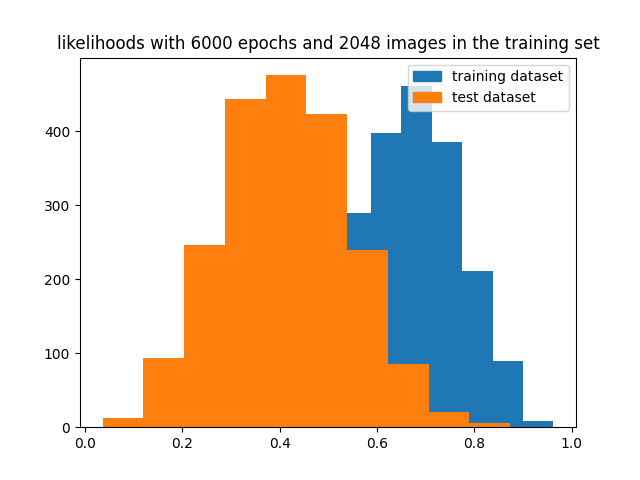 likelihoods with 6000 epochs and 2048 images in the training set
training dataset
test dataset
400
300
200
100
0
0.0 0.2 0.4 0.6 0.8 1.0